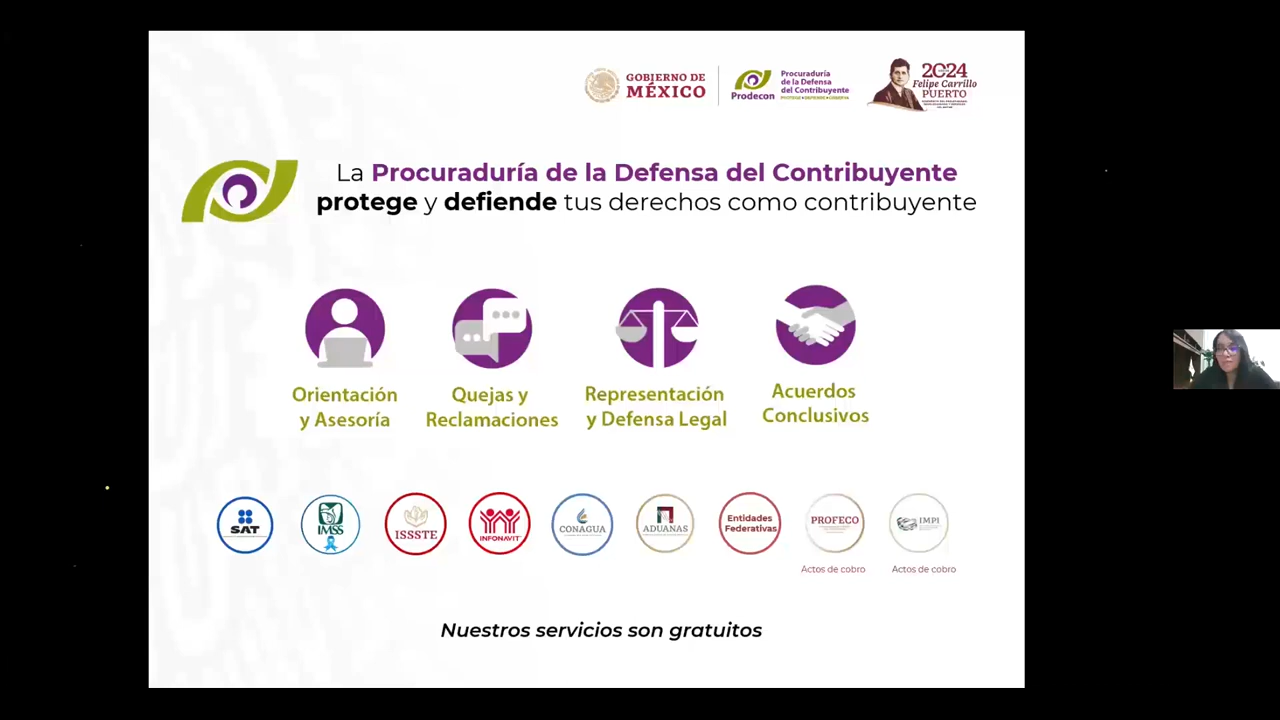 GOBIERNO DE
MÉXICO
Prodecon
Procuraduría
de la Defensa
del Contribuyente
2024
Felipe Carrillo
PUERTO
La Procuraduría de la Defensa del Contribuyente
protege y defiende tus derechos como contribuyente
Orientación
y Asesoría
Quejas y
Reclamaciones
Representación
y Defensa Legal
Acuerdos
Conclusivos
SAT
IMSS
ISSSTE
INFONAVIT
CONAGUA
ADUANAS
Entidades
Federativas
PROFECO
IMPI
Actos de cobro
Actos de cobro
Nuestros servicios son gratuitos